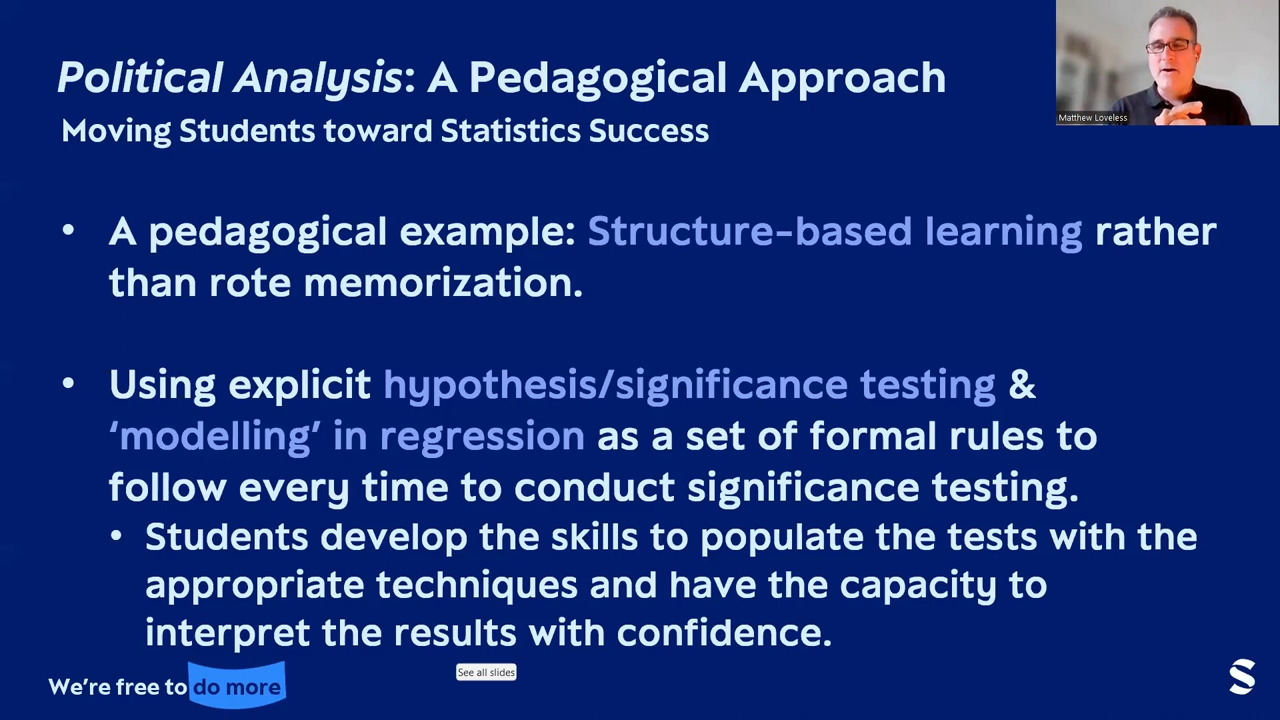 Political Analysis: A Pedagogical Approach
Moving Students toward Statistics Success
Matthew Loveless
• A pedagogical example: Structure-based learning rather
than rote memorization.
• Using explicit hypothesis/significance testing &
‘modelling’ in regression as a set of formal rules to
follow every time to conduct significance testing.
• Students develop the skills to populate the tests with the
appropriate techniques and have the capacity to
interpret the results with confidence.
See all slides
We’re free to do more
S